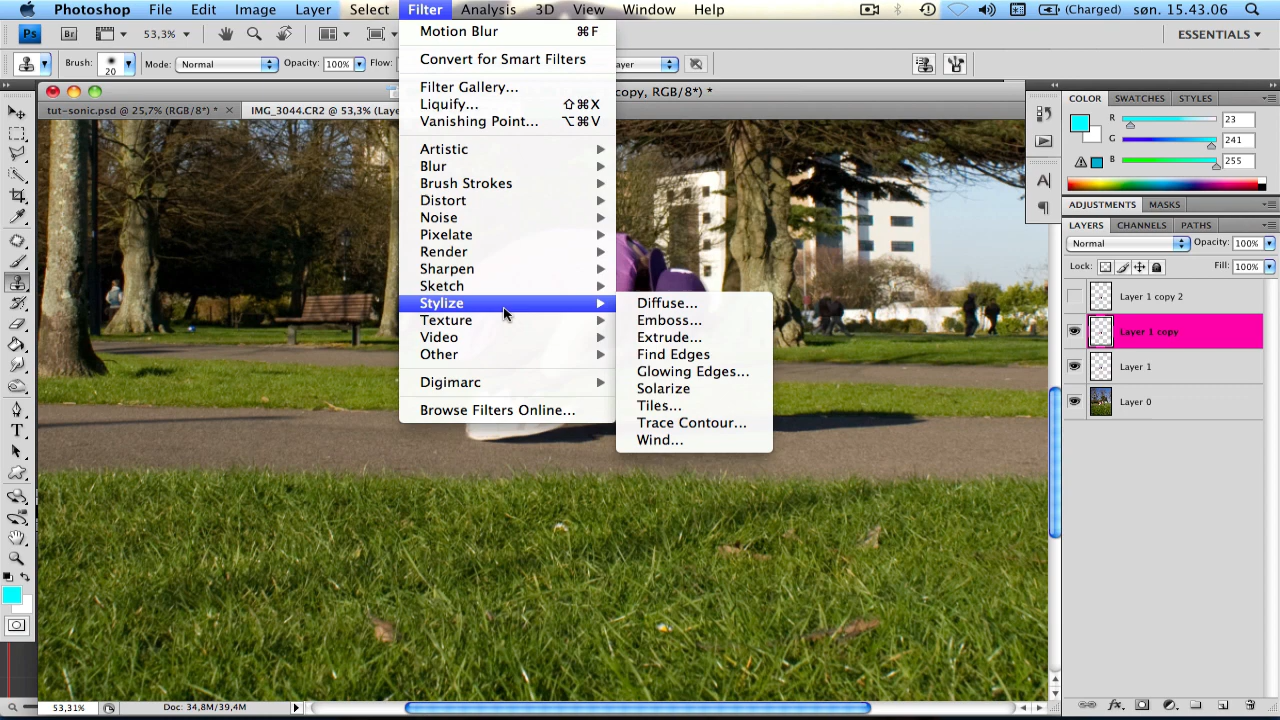 Photoshop File Edit Image Layer Select Filter Analysis 3D View Window Help (Charged) søn. 15.43.06
Ps Br 53,3% ESSENTIALS
Brush: 20 Mode: Normal Opacity: 100% Flow: ayer
tut-sonic.psd @ 25,7% (RGB/8*) * IMG_3044.CR2 @ 53,3% (Laye
copy, RGB/8*) *
Motion Blur ⌘F
Convert for Smart Filters
Filter Gallery...
Liquify... ⇧⌘X
Vanishing Point... ⌥⌘V
Artistic
Blur
Brush Strokes
Distort
Noise
Pixelate
Render
Sharpen
Sketch
Stylize
Texture
Video
Other
Digimarc
Browse Filters Online...
Diffuse...
Emboss...
Extrude...
Find Edges
Glowing Edges...
Solarize
Tiles...
Trace Contour...
Wind...
COLOR SWATCHES STYLES
R 23
G 241
B 255
ADJUSTMENTS MASKS
LAYERS CHANNELS PATHS
Normal Opacity: 100%
Lock: Fill: 100%
Layer 1 copy 2
Layer 1 copy
Layer 1
Layer 0
53,31% Doc: 34,8M/39,4M